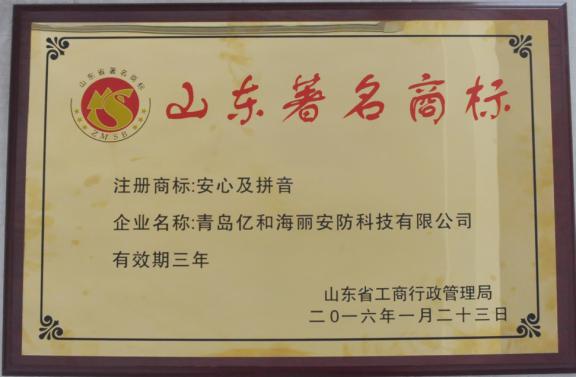 山东省著名商标
ZMSB
山东著名商标
注册商标:安心及拼音
企业名称:青岛亿和海丽安防科技有限公司
有效期三年
山东省工商行政管理局
二〇一六年一月二十三日